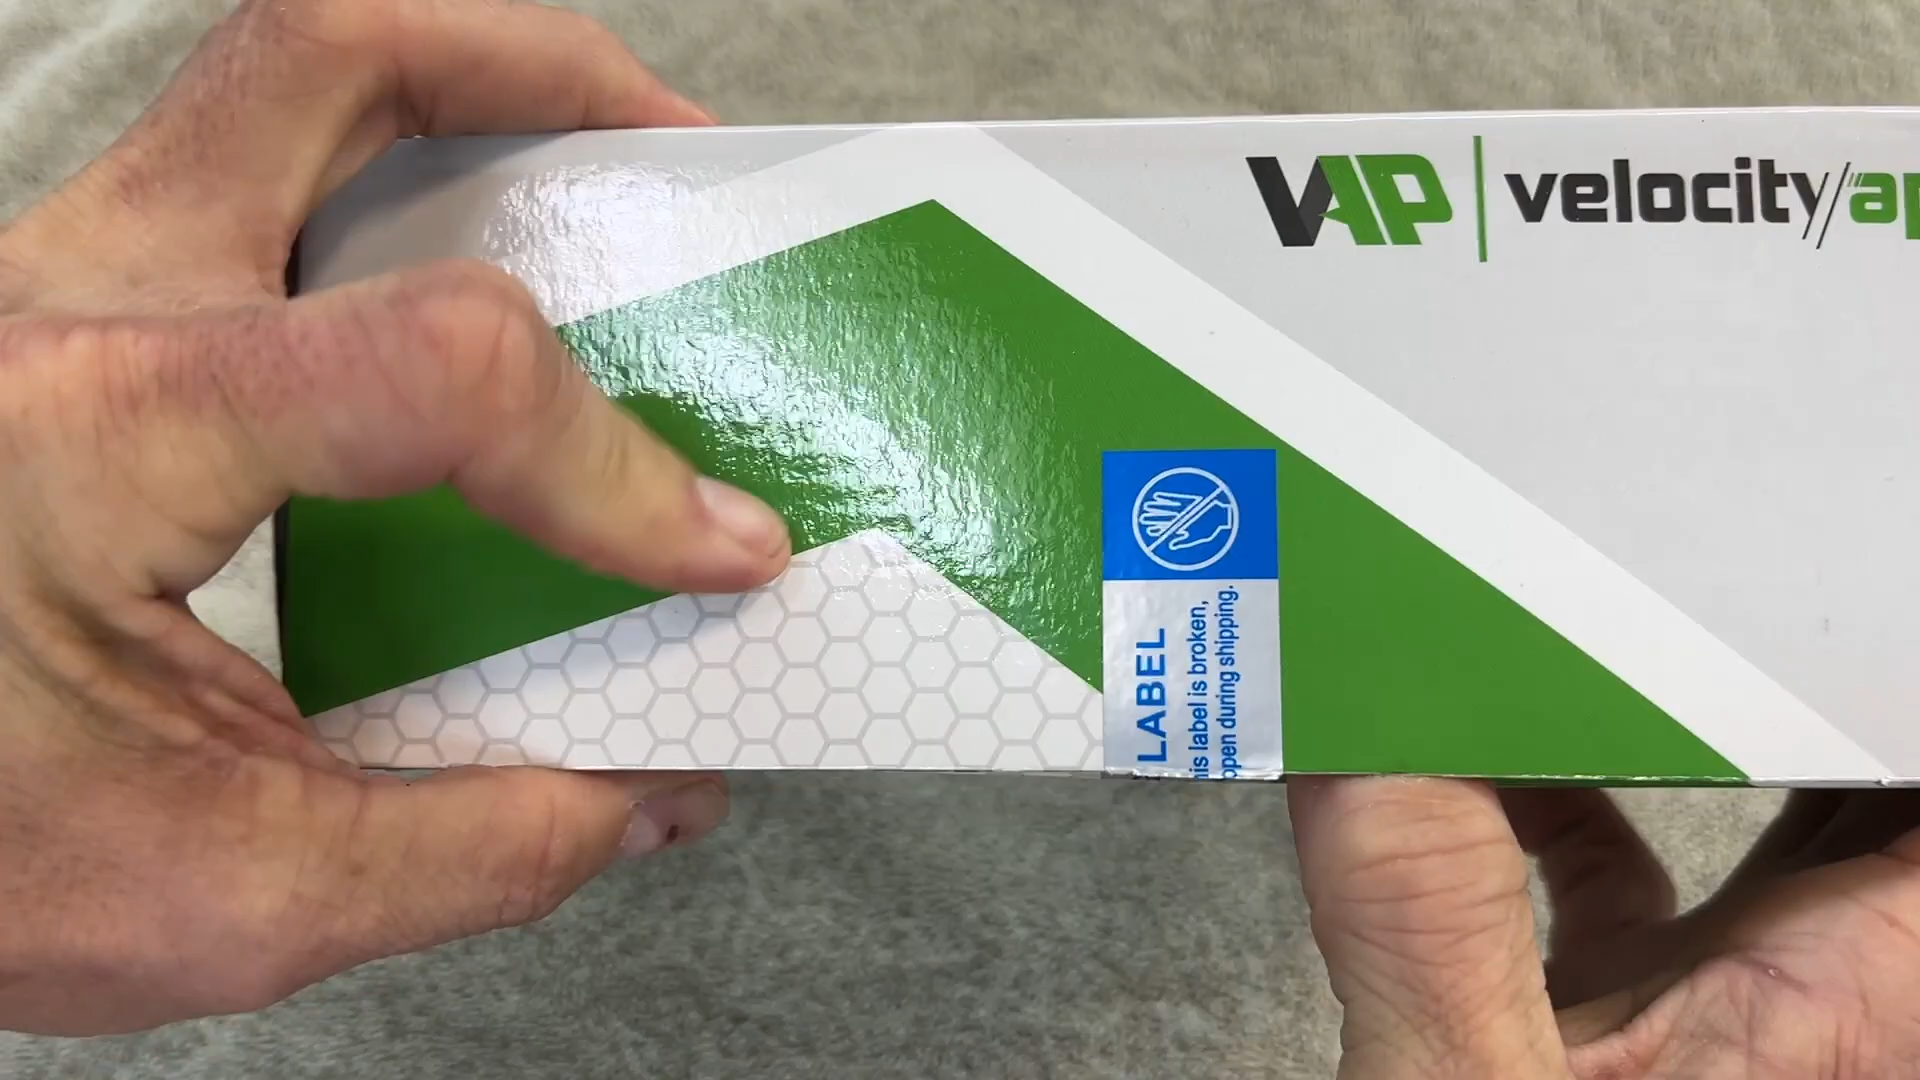 VAP | velocity//ap
LABEL
his label is broken,
open during shipping.